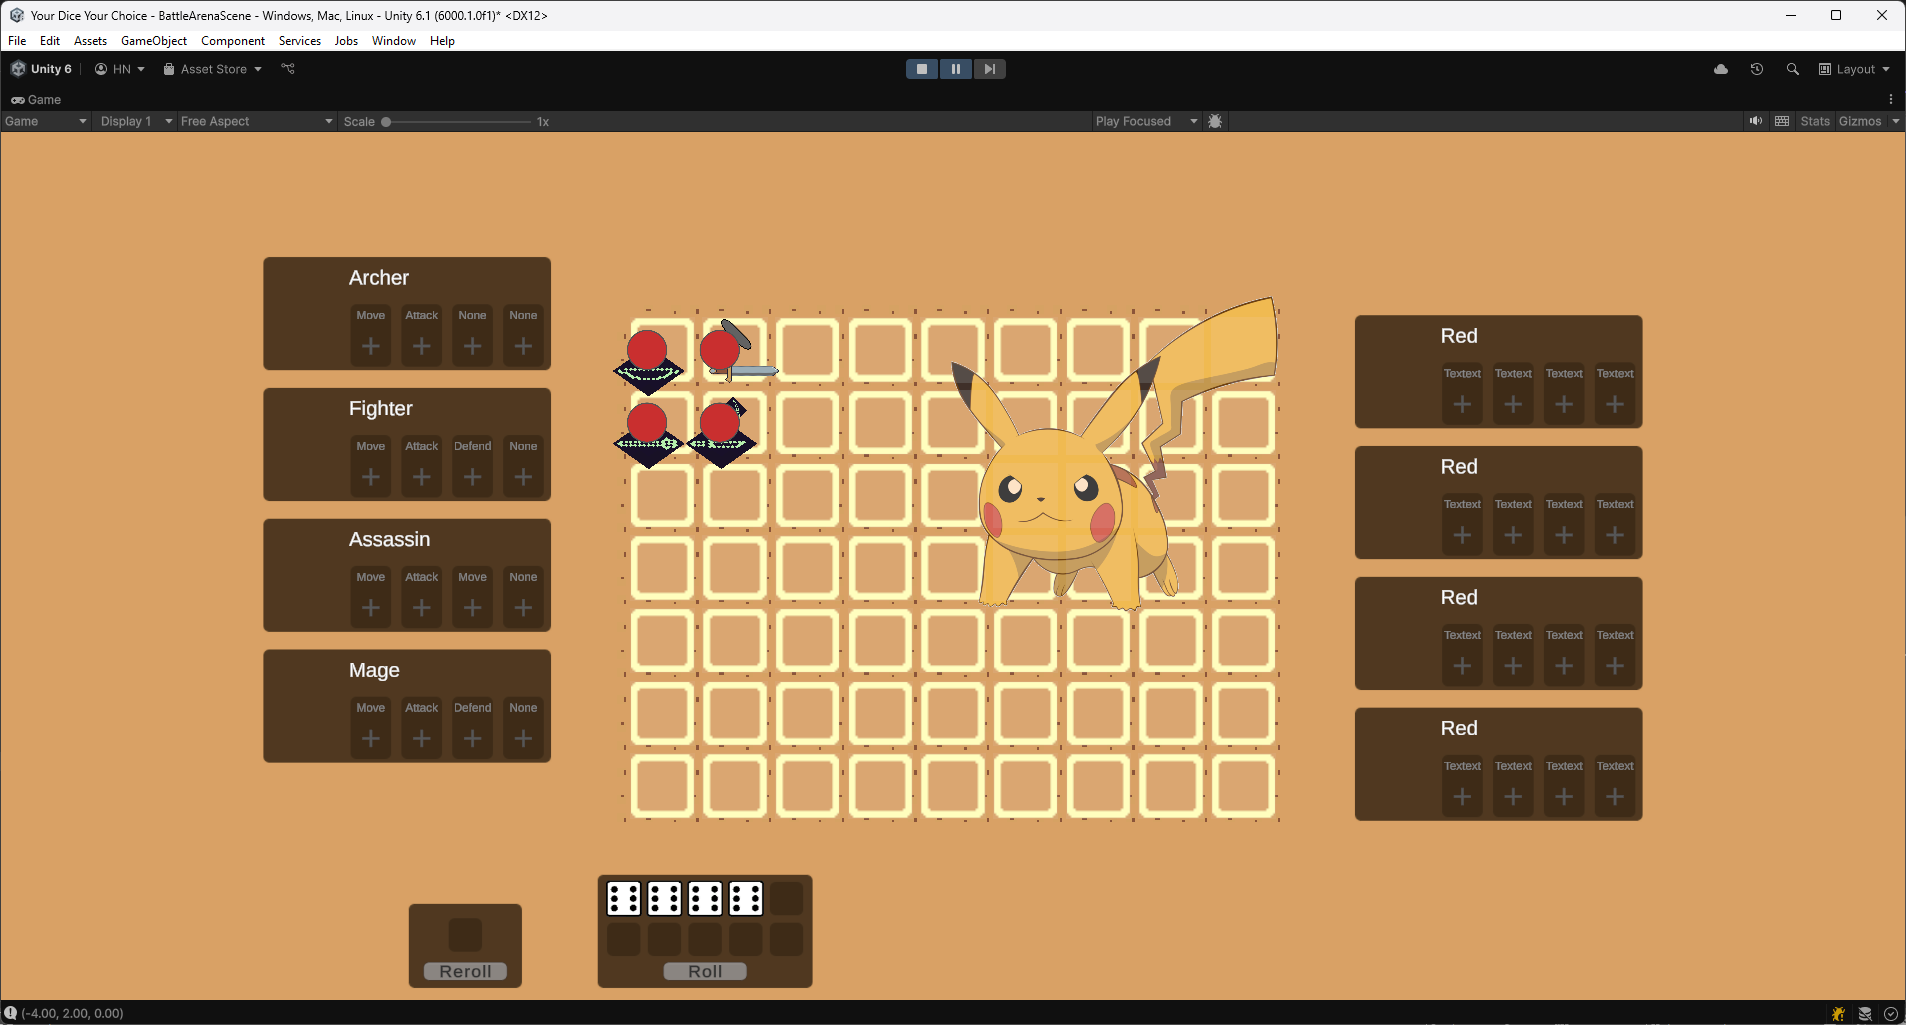 Your Dice Your Choice - BattleArenaScene - Windows, Mac, Linux - Unity 6.1 (6000.1.0f1)* <DX12>
File Edit Assets GameObject Component Services Jobs Window Help
Unity 6 HN Asset Store Layout
Game
Game Display 1 Free Aspect Scale 1x Play Focused Stats Gizmos
Archer
Move Attack None None
Fighter
Move Attack Defend None
Assassin
Move Attack Move None
Mage
Move Attack Defend None
Red
Textext Textext Textext Textext
Red
Textext Textext Textext Textext
Red
Textext Textext Textext Textext
Red
Textext Textext Textext Textext
Reroll
Roll
(-4.00, 2.00, 0.00)